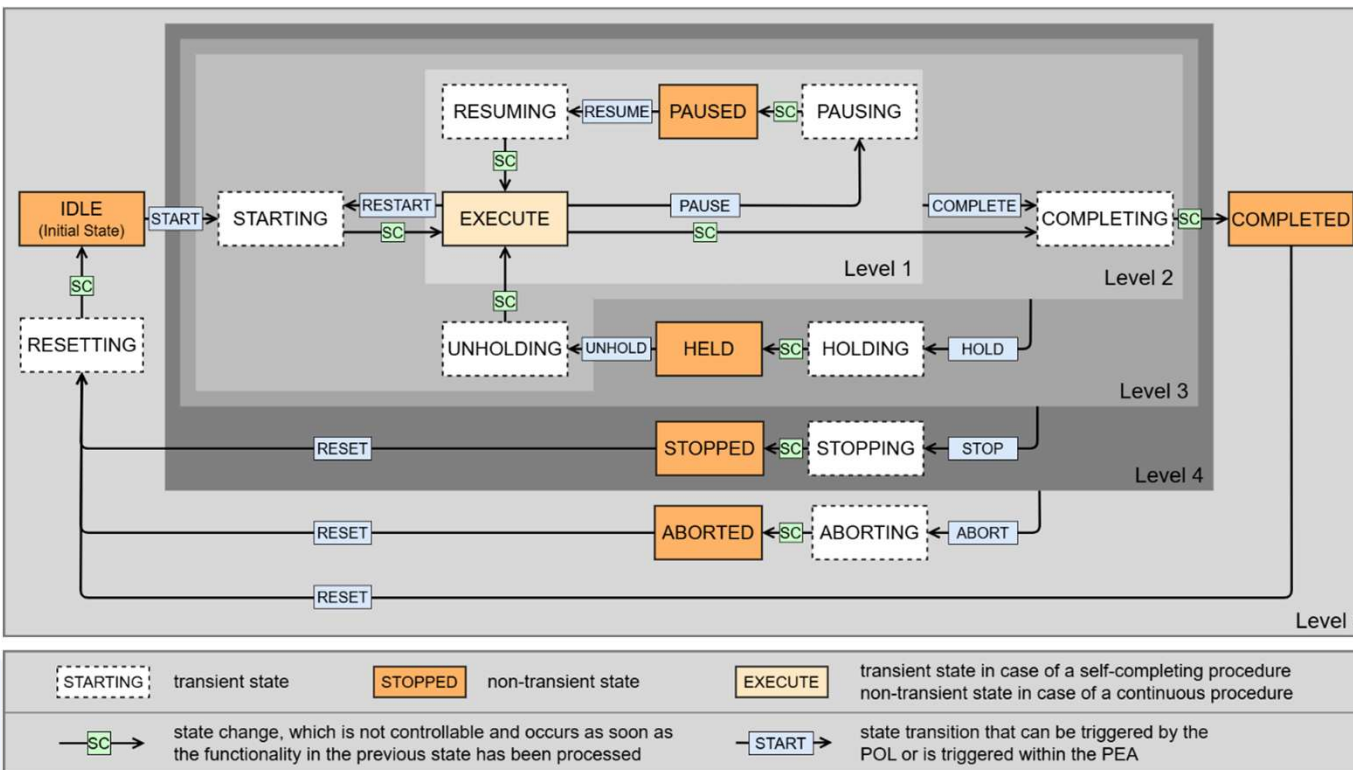 RESUMING
RESUME
PAUSED
SC
PAUSING
SC
IDLE
(Initial State)
START
STARTING
RESTART
SC
EXECUTE
PAUSE
SC
COMPLETE
COMPLETING
SC
COMPLETED
Level 1
Level 2
SC
SC
RESETTING
UNHOLDING
UNHOLD
HELD
SC
HOLDING
HOLD
Level 3
RESET
STOPPED
SC
STOPPING
STOP
Level 4
RESET
ABORTED
SC
ABORTING
ABORT
RESET
Level
STARTING
transient state
STOPPED
non-transient state
EXECUTE
transient state in case of a self-completing procedure
non-transient state in case of a continuous procedure
SC
state change, which is not controllable and occurs as soon as
the functionality in the previous state has been processed
START
state transition that can be triggered by the
POL or is triggered within the PEA